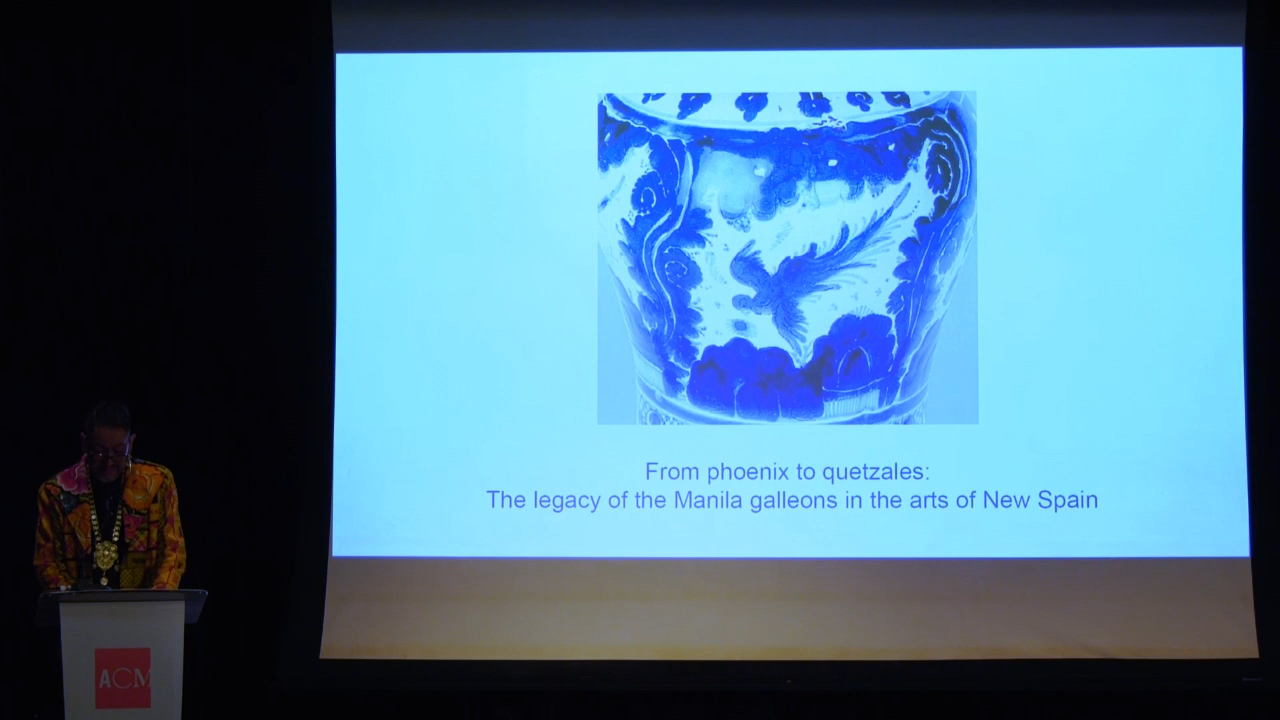 From phoenix to quetzales:
The legacy of the Manila galleons in the arts of New Spain
ACM